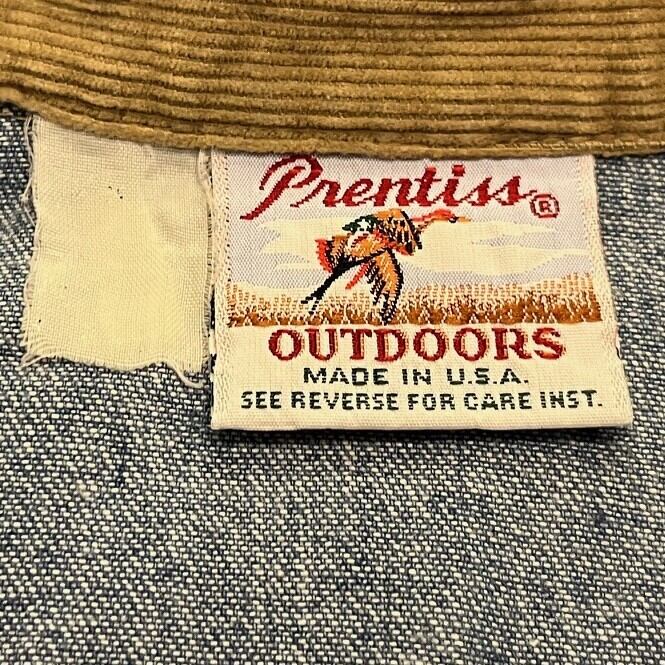 Prentiss®
OUTDOORS
MADE IN U.S.A.
SEE REVERSE FOR CARE INST.